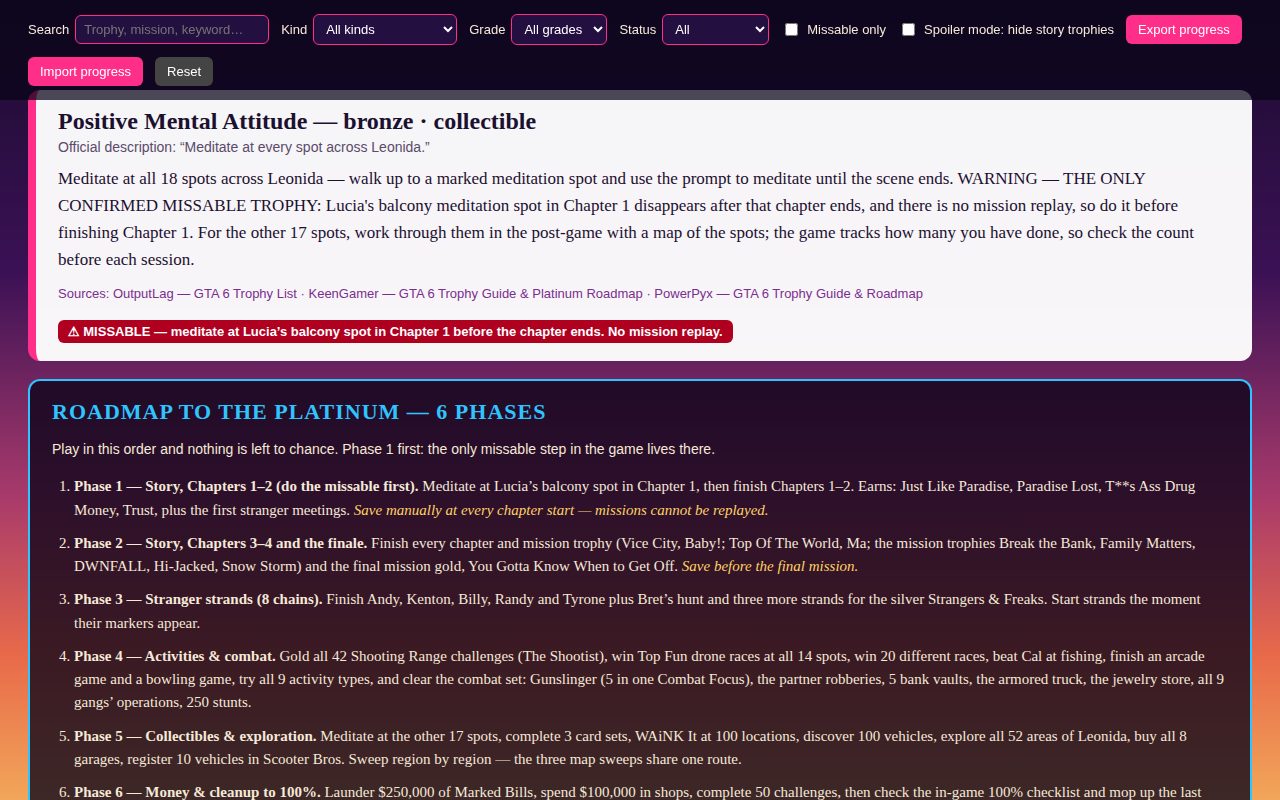 Search Trophy, mission, keyword… Kind All kinds Grade All grades Status All Missable only Spoiler mode: hide story trophies Export progress
Import progress Reset
Positive Mental Attitude — bronze · collectible
Official description: “Meditate at every spot across Leonida.”
Meditate at all 18 spots across Leonida — walk up to a marked meditation spot and use the prompt to meditate until the scene ends. WARNING — THE ONLY
CONFIRMED MISSABLE TROPHY: Lucia's balcony meditation spot in Chapter 1 disappears after that chapter ends, and there is no mission replay, so do it before
finishing Chapter 1. For the other 17 spots, work through them in the post-game with a map of the spots; the game tracks how many you have done, so check the count
before each session.
Sources: OutputLag — GTA 6 Trophy List · KeenGamer — GTA 6 Trophy Guide & Platinum Roadmap · PowerPyx — GTA 6 Trophy Guide & Roadmap
⚠ MISSABLE — meditate at Lucia’s balcony spot in Chapter 1 before the chapter ends. No mission replay.
ROADMAP TO THE PLATINUM — 6 PHASES
Play in this order and nothing is left to chance. Phase 1 first: the only missable step in the game lives there.
1. Phase 1 — Story, Chapters 1–2 (do the missable first). Meditate at Lucia’s balcony spot in Chapter 1, then finish Chapters 1–2. Earns: Just Like Paradise, Paradise Lost, T**s Ass Drug
Money, Trust, plus the first stranger meetings. Save manually at every chapter start — missions cannot be replayed.
2. Phase 2 — Story, Chapters 3–4 and the finale. Finish every chapter and mission trophy (Vice City, Baby!; Top Of The World, Ma; the mission trophies Break the Bank, Family Matters,
DWNFALL, Hi-Jacked, Snow Storm) and the final mission gold, You Gotta Know When to Get Off. Save before the final mission.
3. Phase 3 — Stranger strands (8 chains). Finish Andy, Kenton, Billy, Randy and Tyrone plus Bret’s hunt and three more strands for the silver Strangers & Freaks. Start strands the moment
their markers appear.
4. Phase 4 — Activities & combat. Gold all 42 Shooting Range challenges (The Shootist), win Top Fun drone races at all 14 spots, win 20 different races, beat Cal at fishing, finish an arcade
game and a bowling game, try all 9 activity types, and clear the combat set: Gunslinger (5 in one Combat Focus), the partner robberies, 5 bank vaults, the armored truck, the jewelry store, all 9
gangs’ operations, 250 stunts.
5. Phase 5 — Collectibles & exploration. Meditate at the other 17 spots, complete 3 card sets, WAiNK It at 100 locations, discover 100 vehicles, explore all 52 areas of Leonida, buy all 8
garages, register 10 vehicles in Scooter Bros. Sweep region by region — the three map sweeps share one route.
6. Phase 6 — Money & cleanup to 100%. Launder $250,000 of Marked Bills, spend $100,000 in shops, complete 50 challenges, then check the in-game 100% checklist and mop up the last